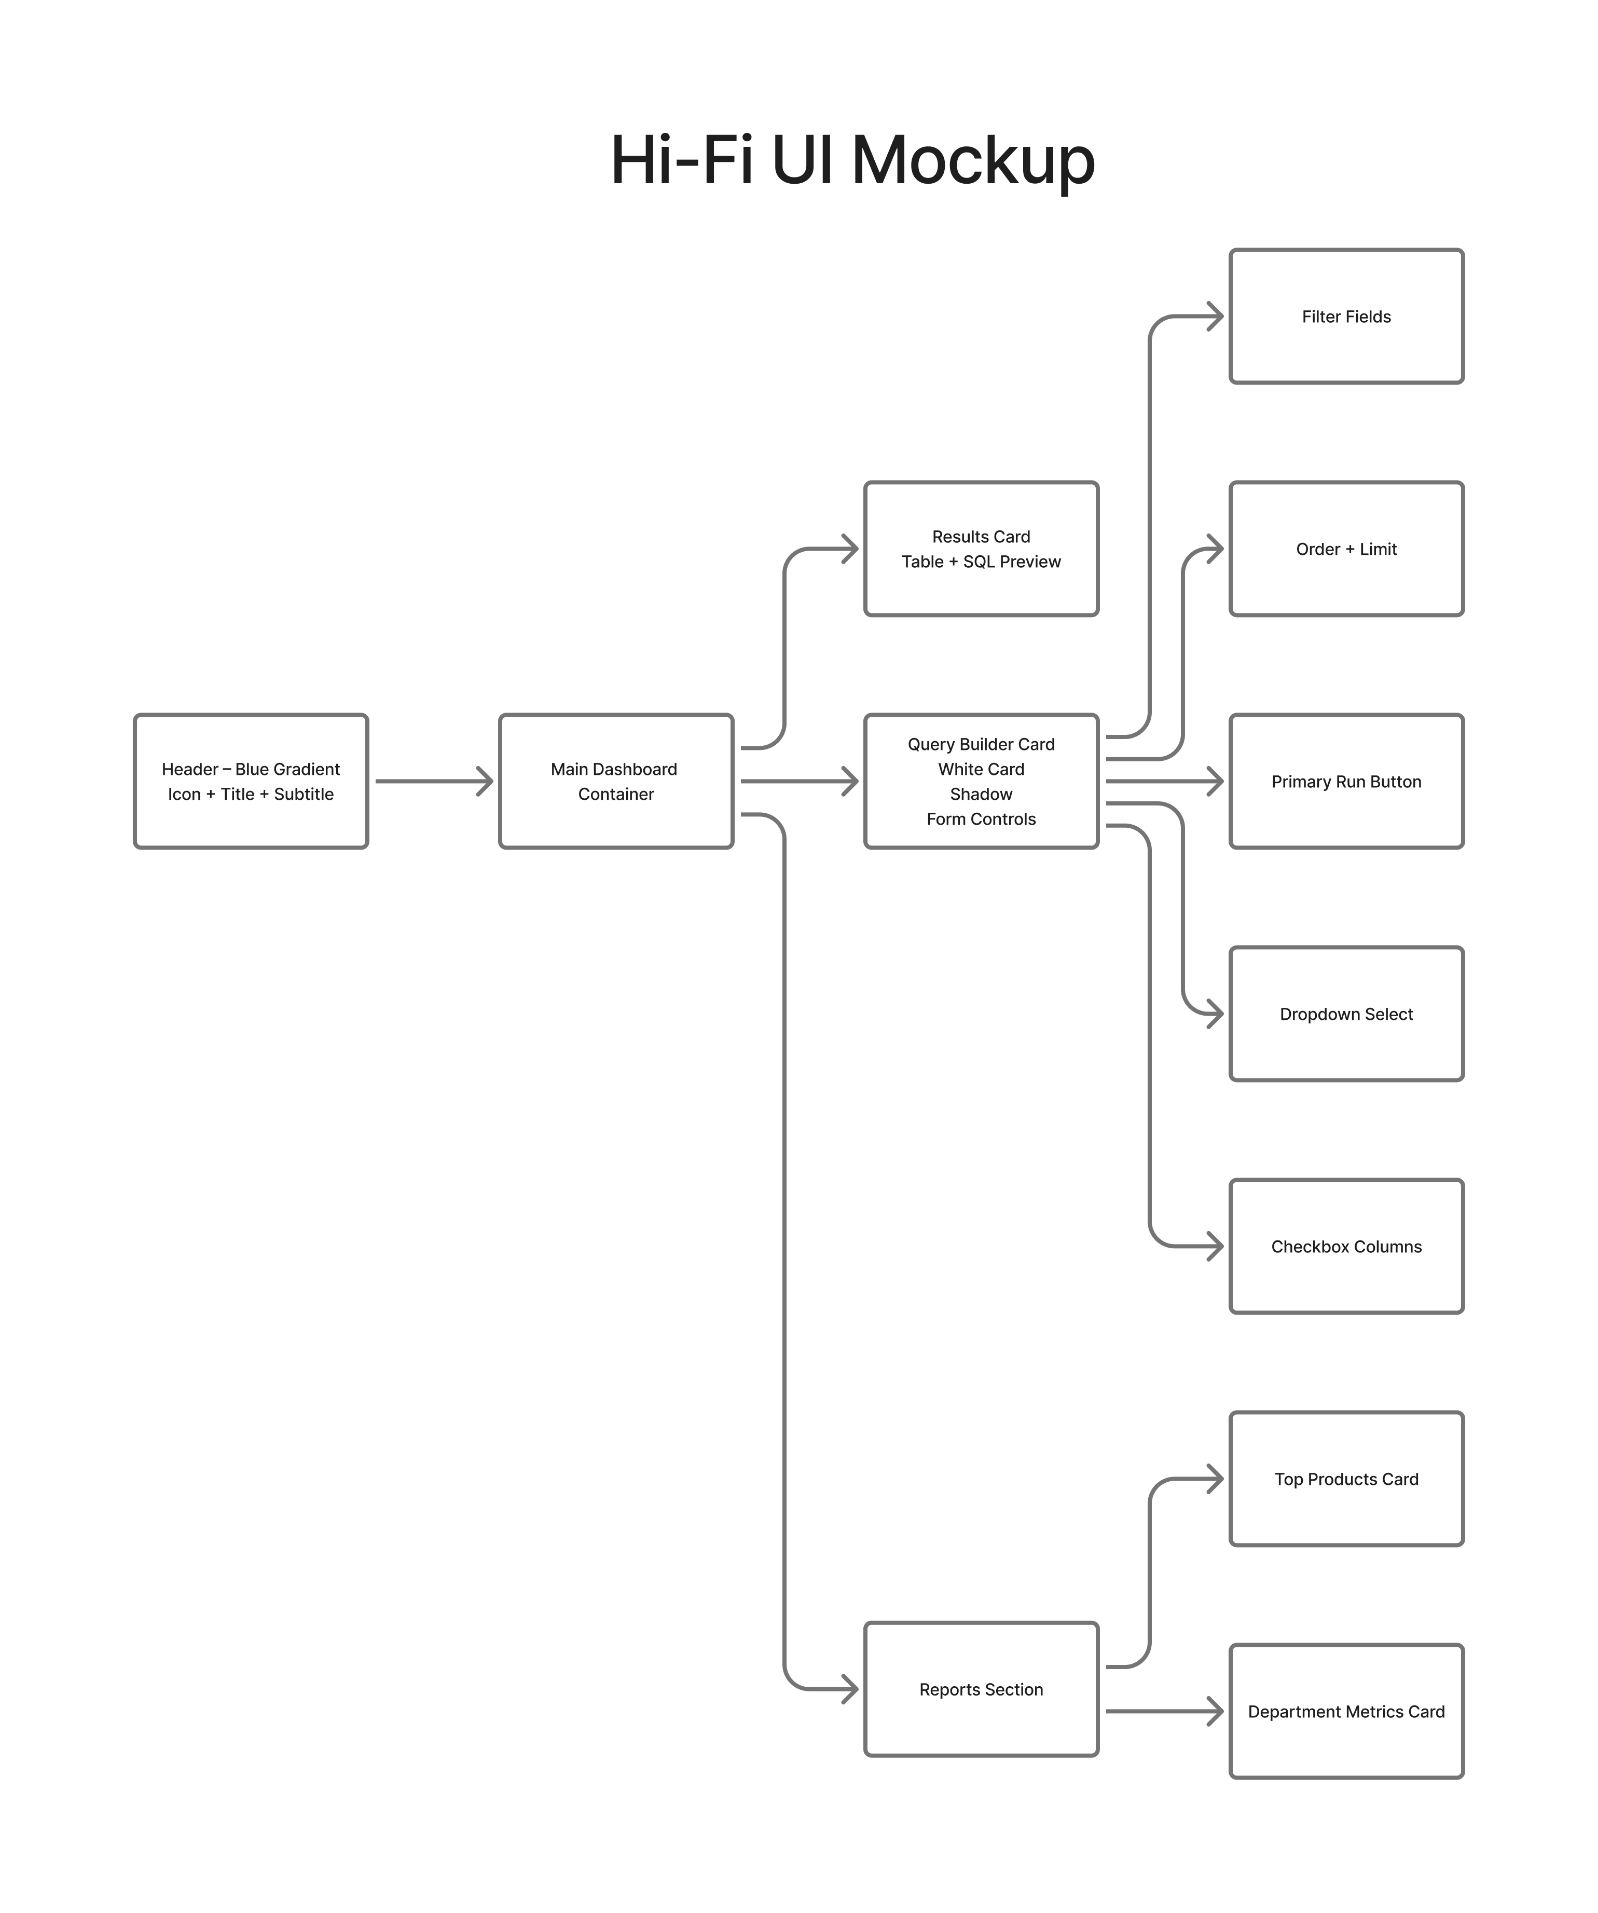 Hi-Fi UI Mockup
Filter Fields
Results Card
Table + SQL Preview
Order + Limit
Header – Blue Gradient
Icon + Title + Subtitle
Main Dashboard
Container
Query Builder Card
White Card
Shadow
Form Controls
Primary Run Button
Dropdown Select
Checkbox Columns
Top Products Card
Reports Section
Department Metrics Card